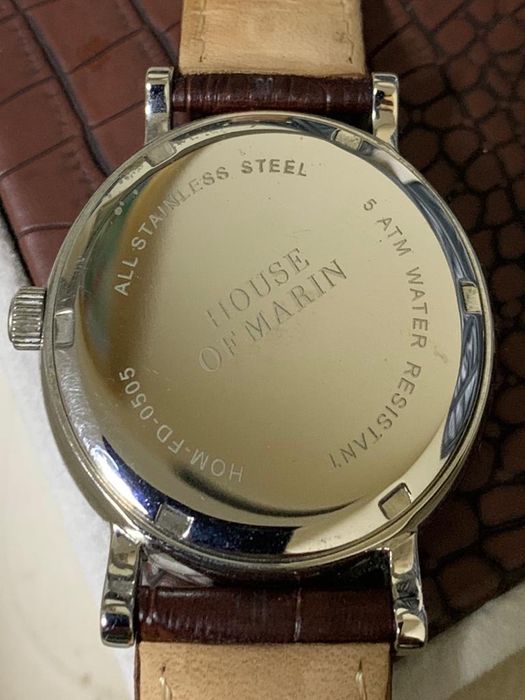 ALL STAINLESS STEEL
5 ATM WATER RESISTANT
HOM-FD-0505
HOUSE
OF MARIN